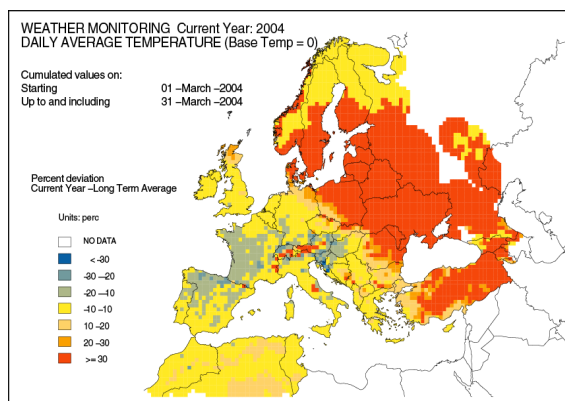 WEATHER MONITORING Current Year: 2004
DAILY AVERAGE TEMPERATURE (Base Temp = 0)
Cumulated values on:
Starting 01 –March –2004
Up to and including 31 –March –2004
Percent deviation
Current Year –Long Term Average
Units: perc
NO DATA
< -30
-30 –-20
-20 –-10
-10 –10
10 –20
20 –30
>= 30